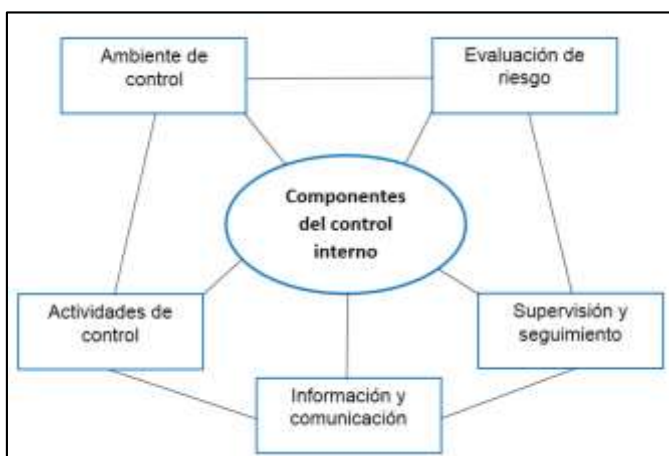 Ambiente de
control
Evaluación de
riesgo
Componentes
del control
interno
Actividades de
control
Supervisión y
seguimiento
Información y
comunicación